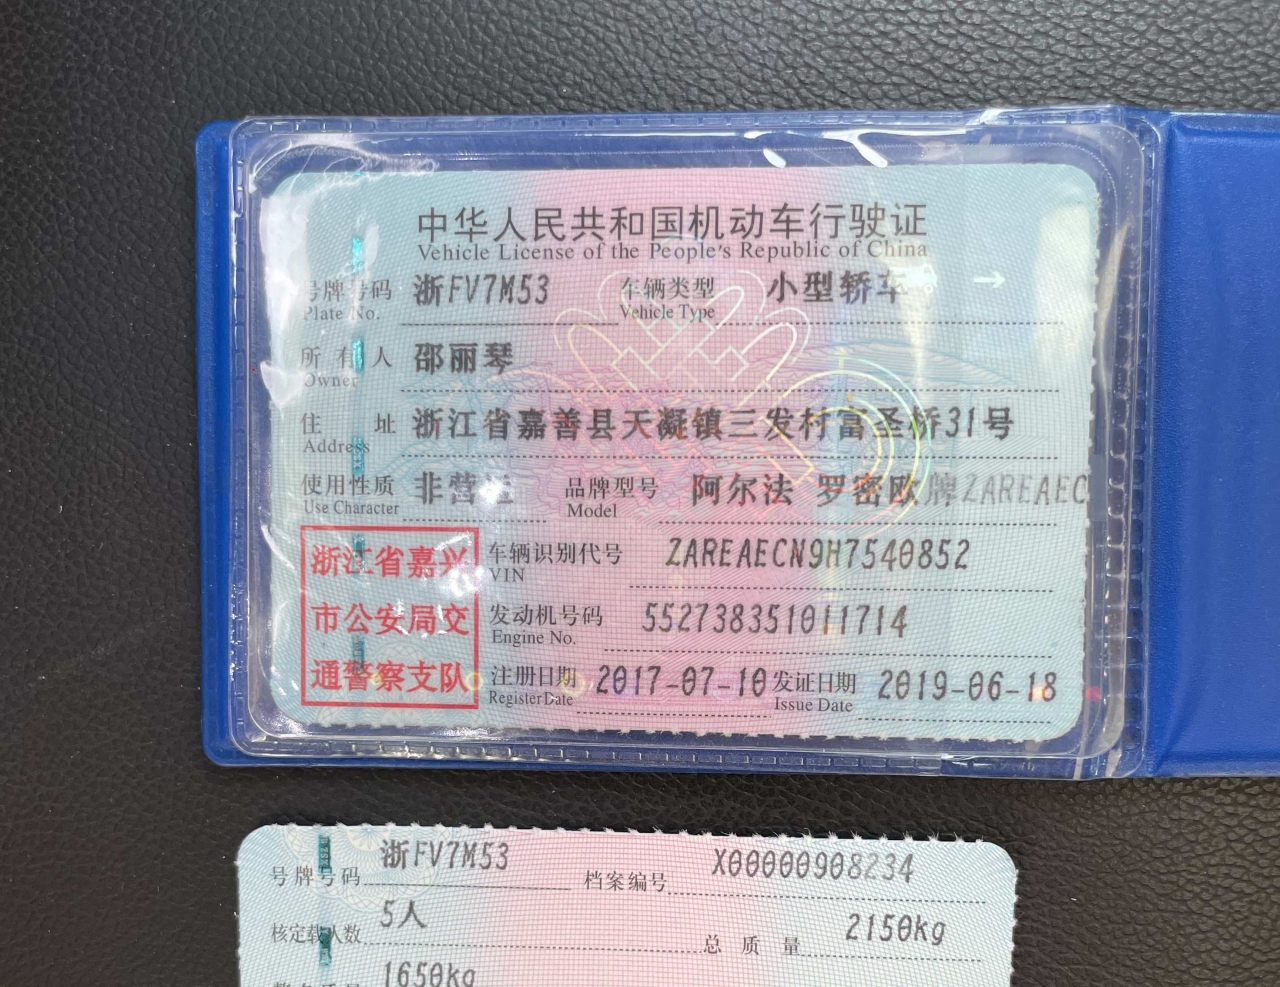 中华人民共和国机动车行驶证
Vehicle License of the People's Republic of China
号牌号码 浙FV7M53 车辆类型 小型轿车
Plate No. Vehicle Type
所有人 邵丽琴
Owner
住址 浙江省嘉善县天凝镇三发村富圣桥31号
Address
使用性质 非营运 品牌型号 阿尔法 罗密欧牌ZAREAEC
Use Character Model
浙江省嘉兴
市公安局交
通警察支队
车辆识别代号 ZAREAECN9H7540852
VIN
发动机号码 552738351011714
Engine No.
注册日期 2017-07-10 发证日期 2019-06-18
Register Date Issue Date
号牌号码 浙FV7M53 档案编号 X00000908234
核定载人数 5人 总质量 2150kg
1650kg